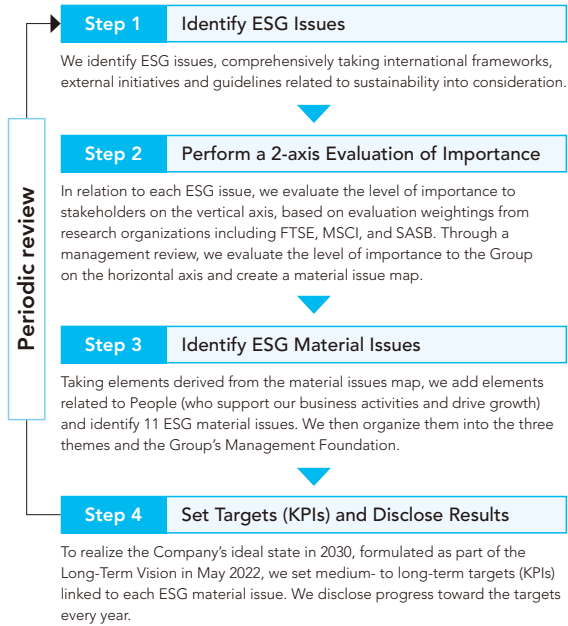 Step 1 Identify ESG Issues
We identify ESG issues, comprehensively taking international frameworks,
external initiatives and guidelines related to sustainability into consideration.
Periodic review
Step 2 Perform a 2-axis Evaluation of Importance
In relation to each ESG issue, we evaluate the level of importance to
stakeholders on the vertical axis, based on evaluation weightings from
research organizations including FTSE, MSCI, and SASB. Through a
management review, we evaluate the level of importance to the Group
on the horizontal axis and create a material issue map.
Step 3 Identify ESG Material Issues
Taking elements derived from the material issues map, we add elements
related to People (who support our business activities and drive growth)
and identify 11 ESG material issues. We then organize them into the three
themes and the Group’s Management Foundation.
Step 4 Set Targets (KPIs) and Disclose Results
To realize the Company’s ideal state in 2030, formulated as part of the
Long-Term Vision in May 2022, we set medium- to long-term targets (KPIs)
linked to each ESG material issue. We disclose progress toward the targets
every year.